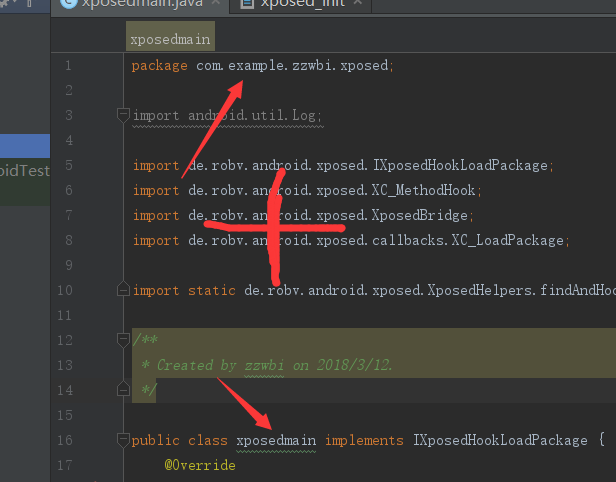 xposedmain.java
xposed_init
xposedmain
1 package com.example.zzwbi.xposed;
2
3 import android.util.Log;
4
5 import de.robv.android.xposed.IXposedHookLoadPackage;
6 import de.robv.android.xposed.XC_MethodHook;
7 import de.robv.android.xposed.XposedBridge;
8 import de.robv.android.xposed.callbacks.XC_LoadPackage;
9
10 import static de.robv.android.xposed.XposedHelpers.findAndHoo
11
12 /**
oidTest
13 * Created by zzwbi on 2018/3/12.
14 */
15
16 public class xposedmain implements IXposedHookLoadPackage {
17 @Override